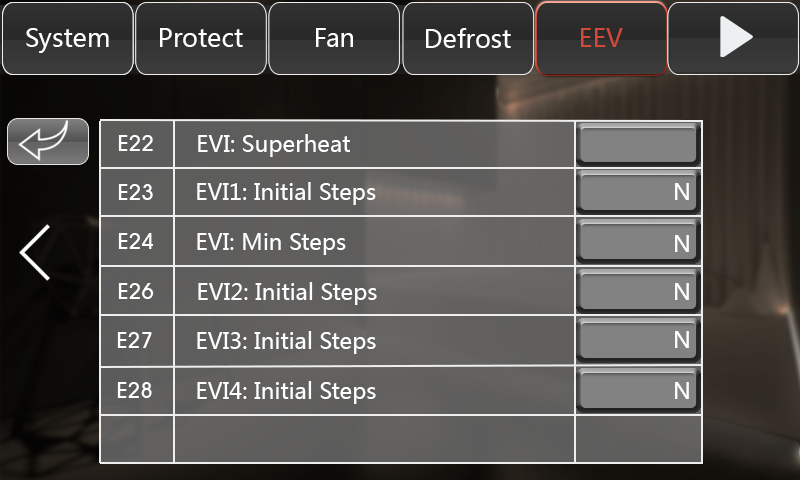 System Protect Fan Defrost EEV
E22 EVI: Superheat
E23 EVI1: Initial Steps N
E24 EVI: Min Steps N
E26 EVI2: Initial Steps N
E27 EVI3: Initial Steps N
E28 EVI4: Initial Steps N